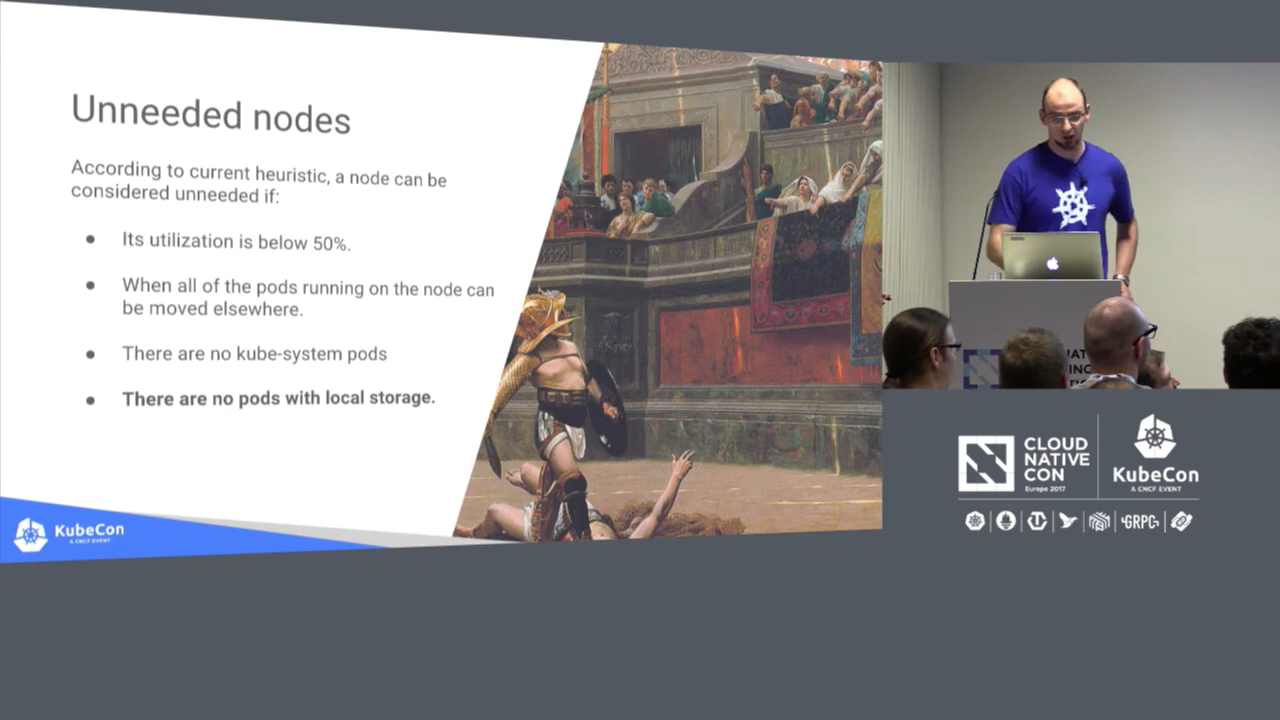 Unneeded nodes
According to current heuristic, a node can be
considered unneeded if:
● Its utilization is below 50%.
● When all of the pods running on the node can
be moved elsewhere.
● There are no kube-system pods
● There are no pods with local storage.
KubeCon
A CNCF EVENT
CLOUD
NATIVE
CON
Europe 2017
KubeCon
A CNCF EVENT
GRPC